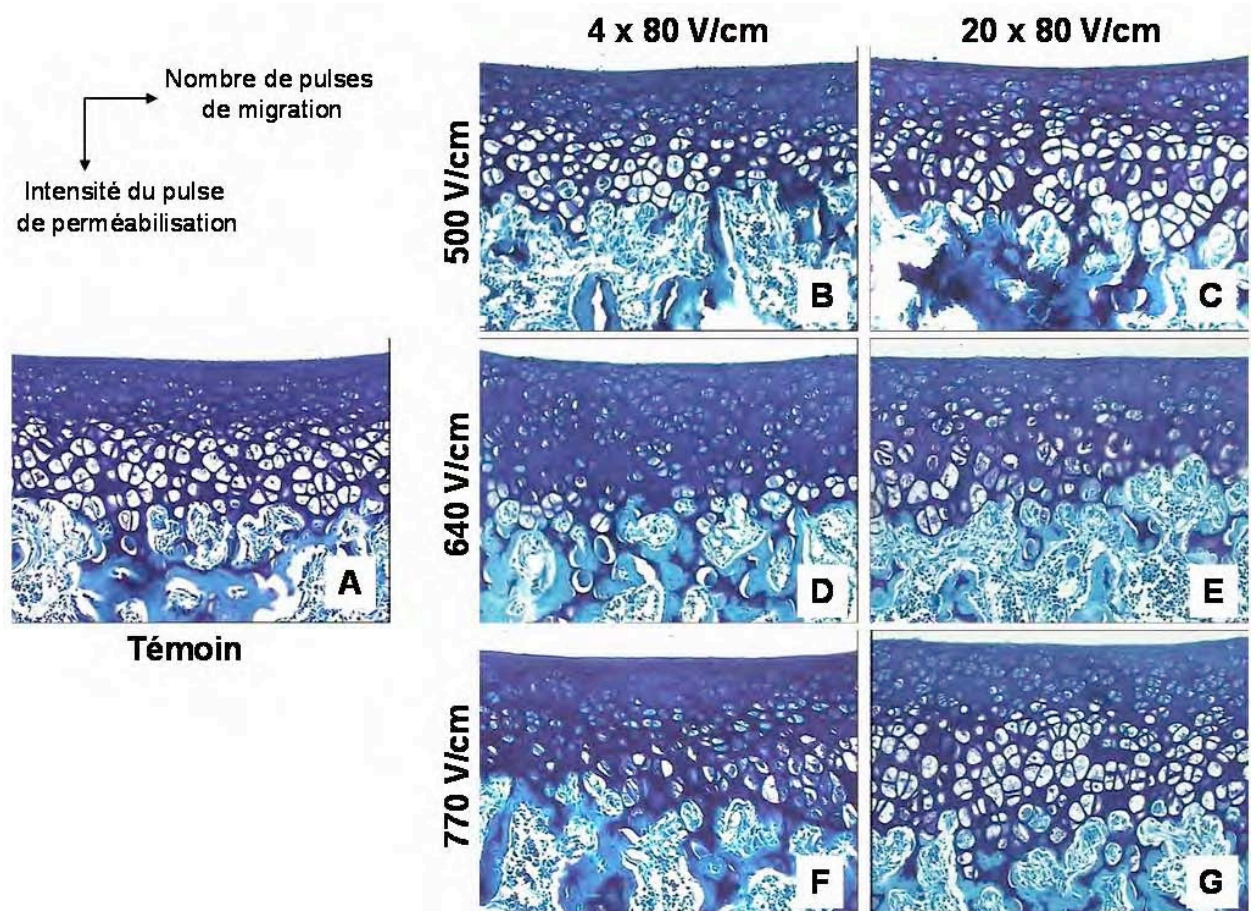 4 x 80 V/cm
20 x 80 V/cm
Nombre de pulses
de migration
Intensité du pulse
de perméabilisation
500 V/cm
B
C
A
Témoin
640 V/cm
D
E
770 V/cm
F
G